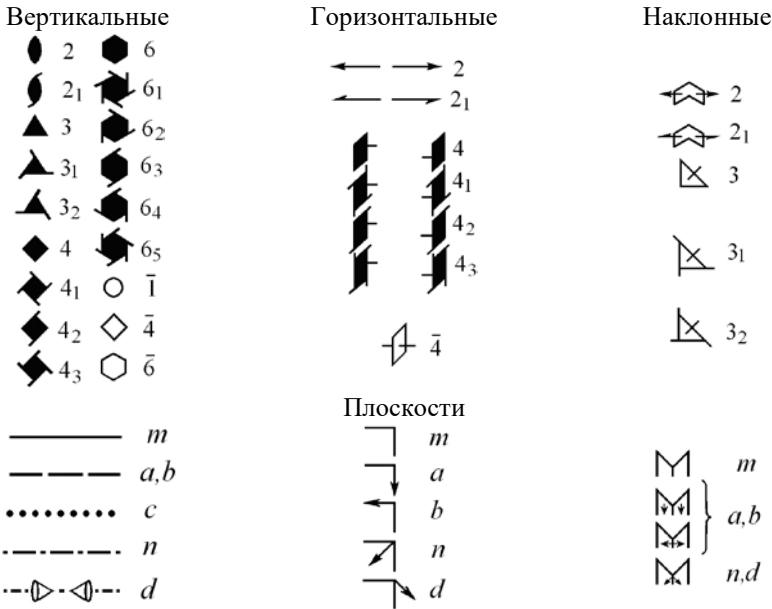 Вертикальные Горизонтальные Наклонные
2 6
2₁ 6₁
3 6₂
3₁ 6₃
3₂ 6₄
4 6₅
4₁ 1̄
4₂ 4̄
4₃ 6̄
2
2₁
4
4₁
4₂
4₃
4̄
2
2₁
3
3₁
3₂
Плоскости
m
a,b
c
n
d
m
a
b
n
d
m
a,b
n,d